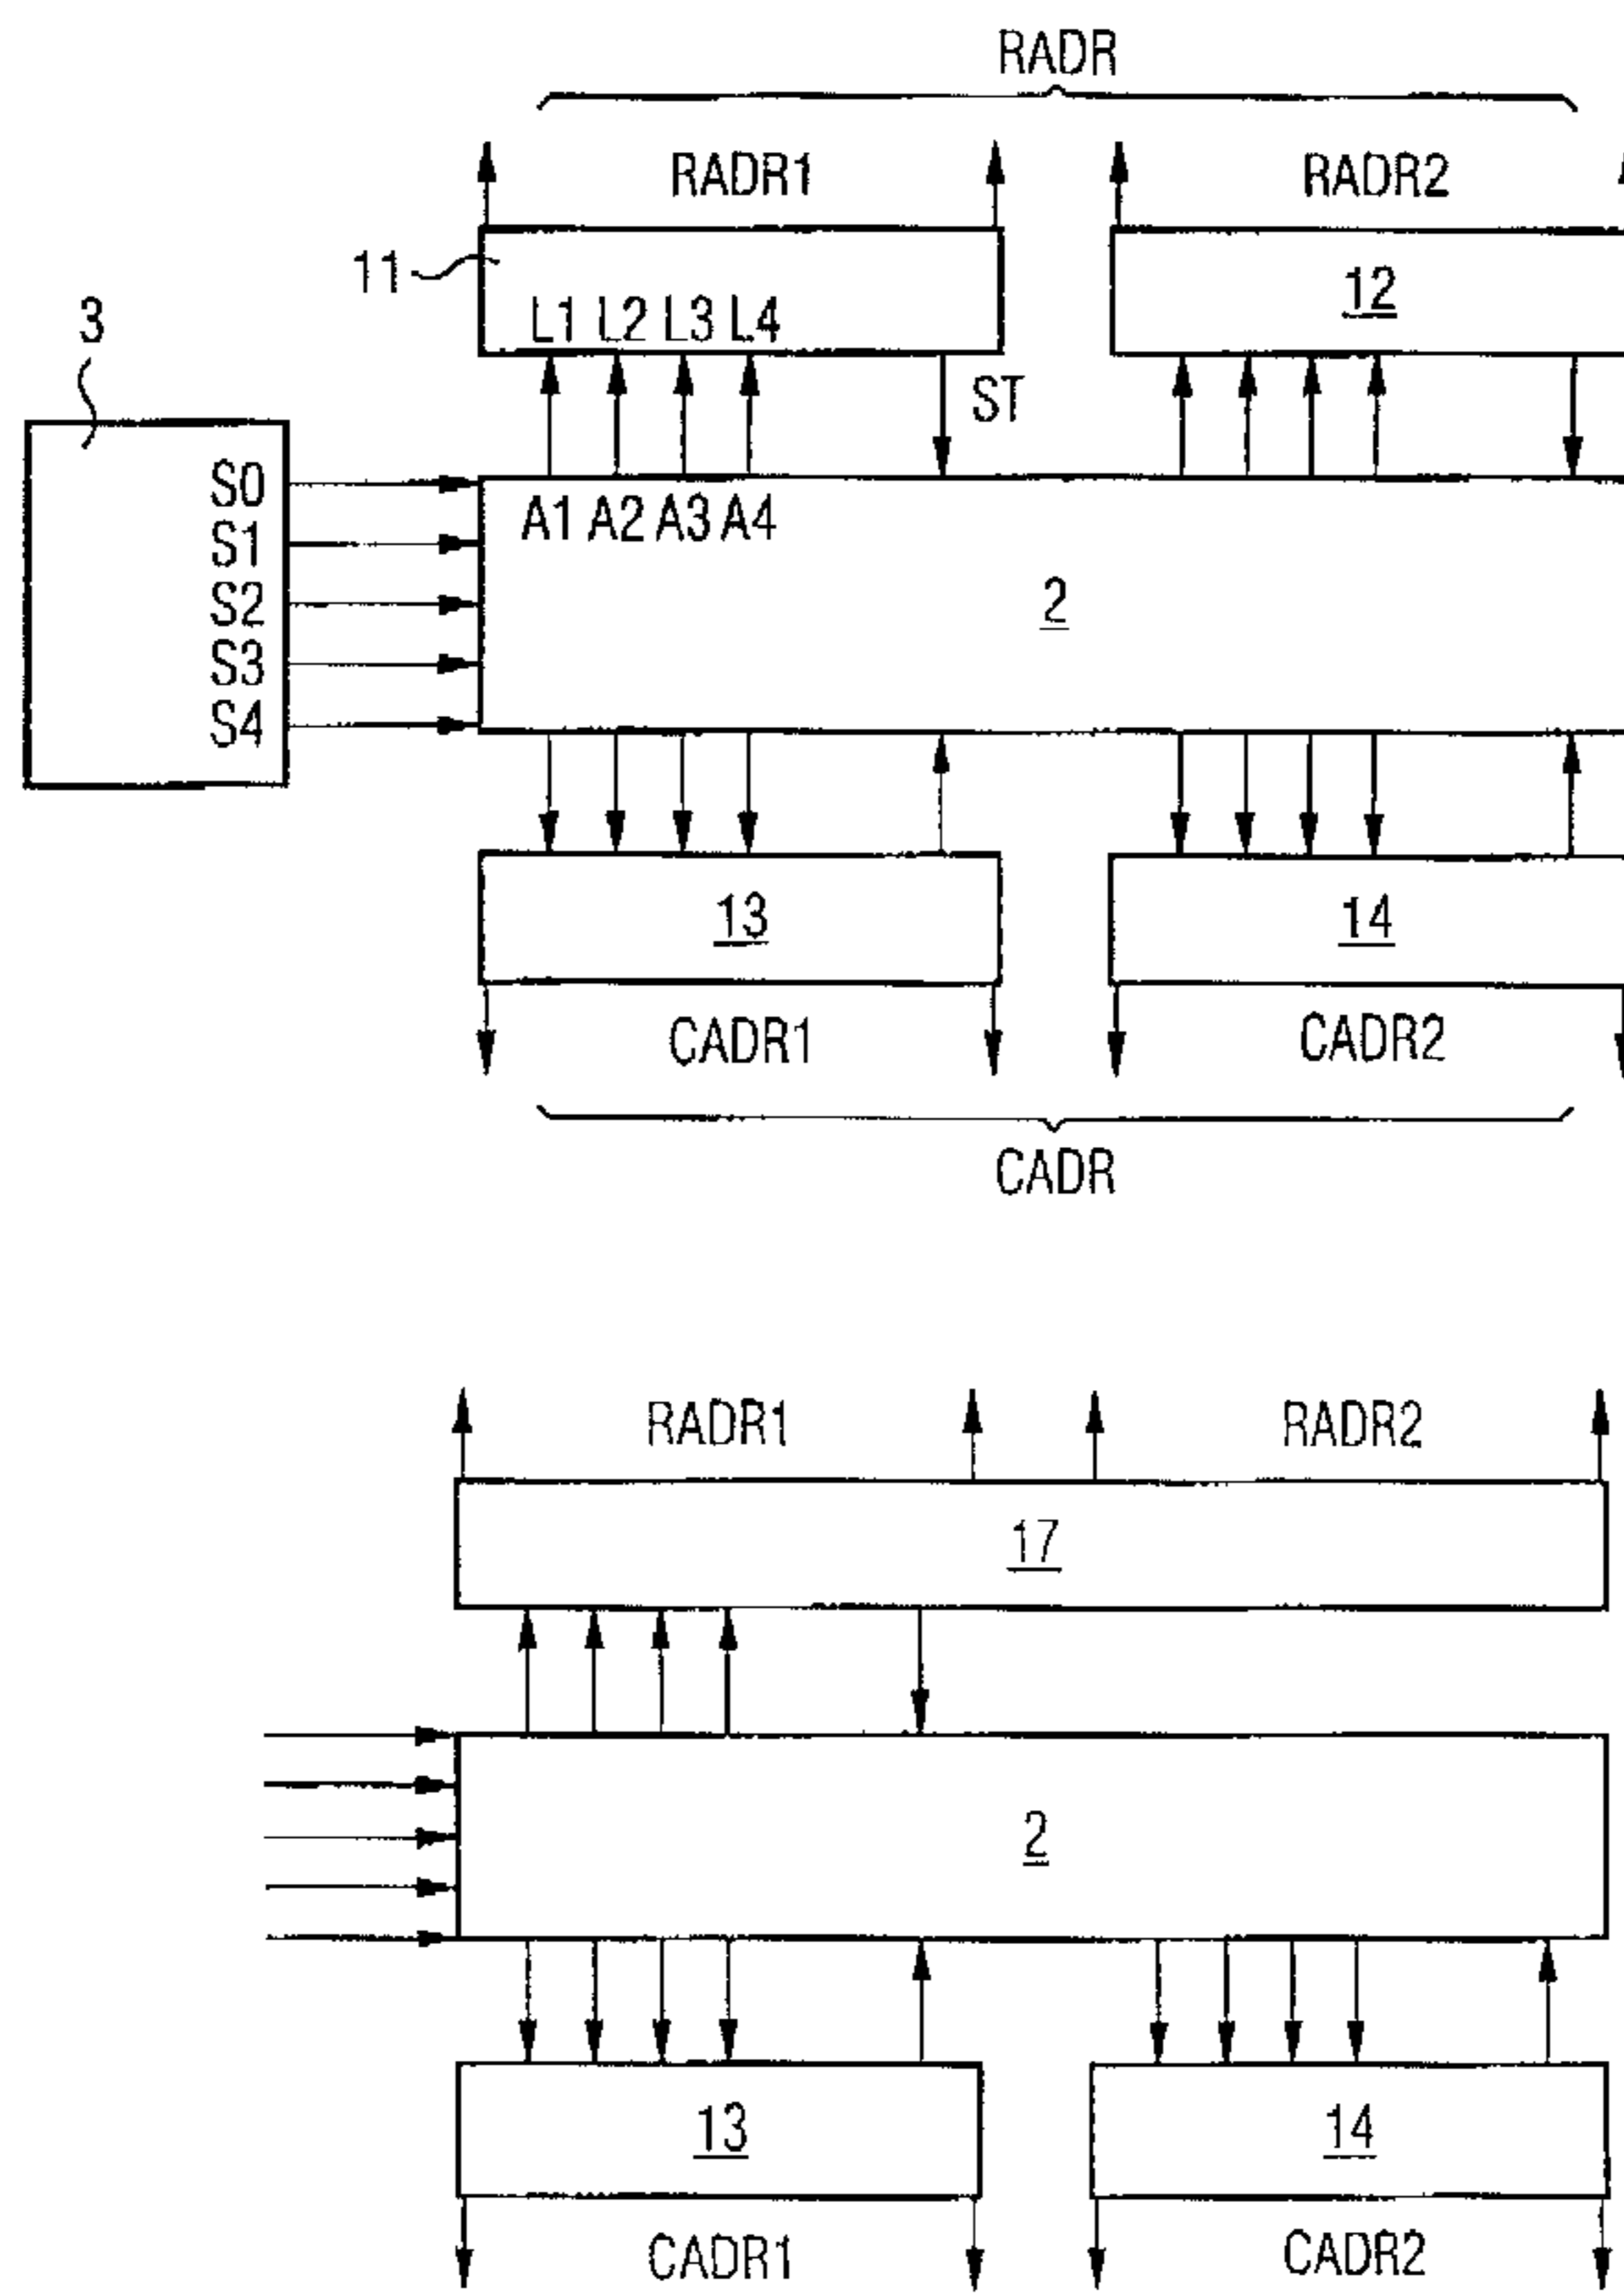 RADR
RADR1 RADR2
11 12
3 L1 L2 L3 L4
ST
S0 A1 A2 A3 A4
S1
S2 2
S3
S4
13 14
CADR1 CADR2
CADR
RADR1 RADR2
17
2
13 14
CADR1 CADR2